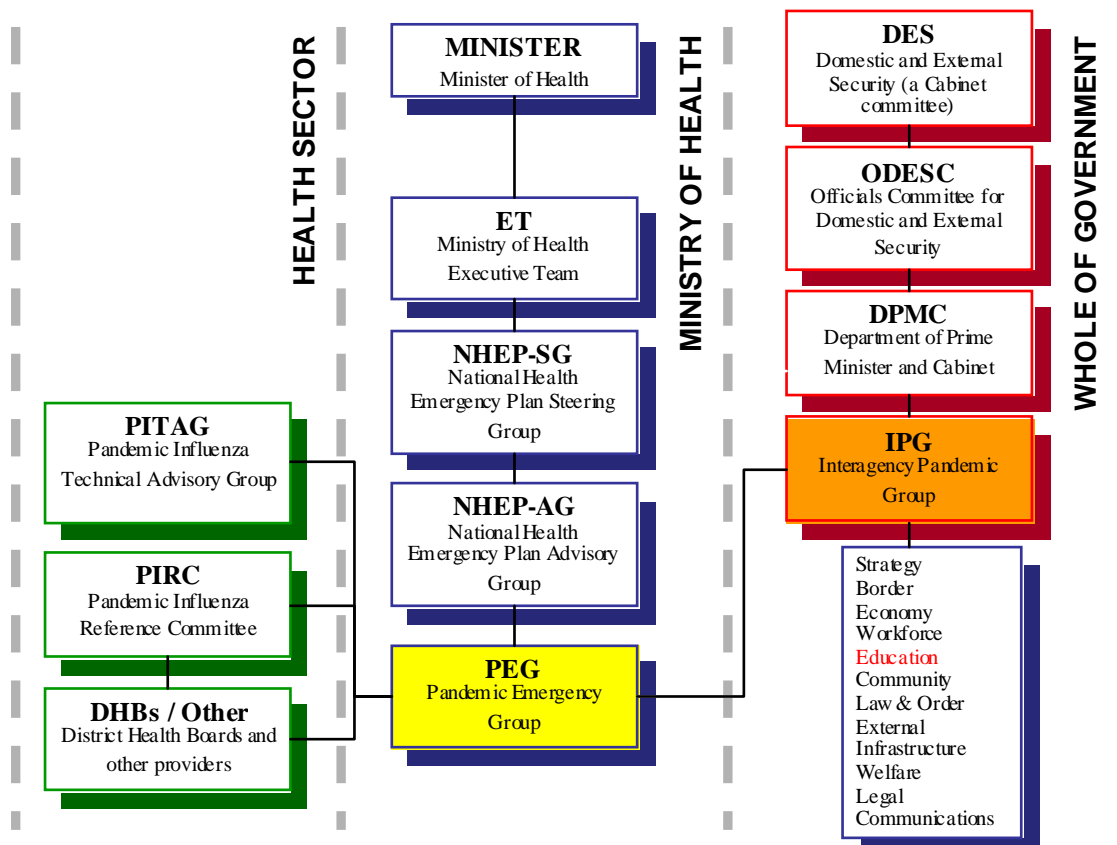 HEALTH SECTOR
PITAG
Pandemic Influenza
Technical Advisory Group
PIRC
Pandemic Influenza
Reference Committee
DHBs / Other
District Health Boards and
other providers
MINISTRY OF HEALTH
MINISTER
Minister of Health
ET
Ministry of Health
Executive Team
NHEP-SG
National Health
Emergency Plan Steering
Group
NHEP-AG
National Health
Emergency Plan Advisory
Group
PEG
Pandemic Emergency
Group
WHOLE OF GOVERNMENT
DES
Domestic and External
Security (a Cabinet
committee)
ODESC
Officials Committee for
Domestic and External
Security
DPMC
Department of Prime
Minister and Cabinet
IPG
Interagency Pandemic
Group
Strategy
Border
Economy
Workforce
Education
Community
Law & Order
External
Infrastructure
Welfare
Legal
Communications